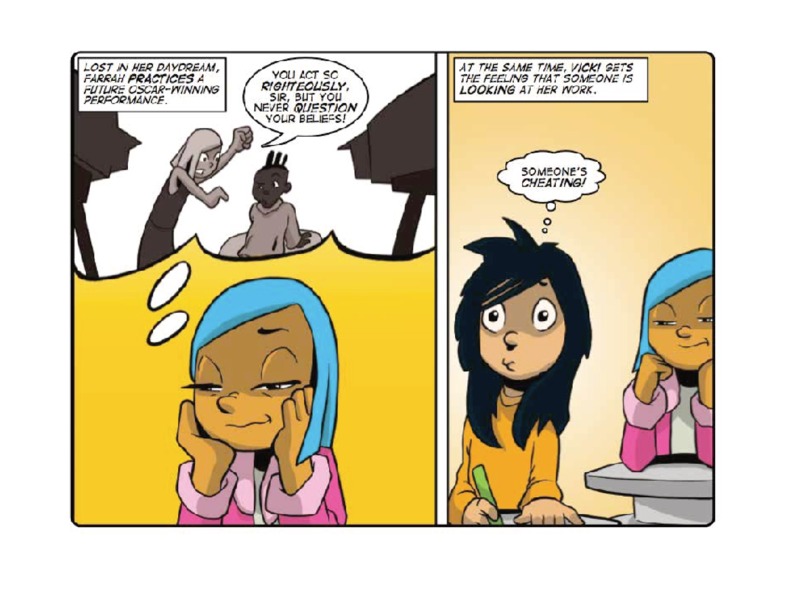 LOST IN HER DAYDREAM,
FARRAH PRACTICES A
FUTURE OSCAR-WINNING
PERFORMANCE.
YOU ACT SO
RIGHTEOUSLY,
SIR, BUT YOU
NEVER QUESTION
YOUR BELIEFS!
AT THE SAME TIME, VICKI GETS
THE FEELING THAT SOMEONE IS
LOOKING AT HER WORK.
SOMEONE'S
CHEATING!